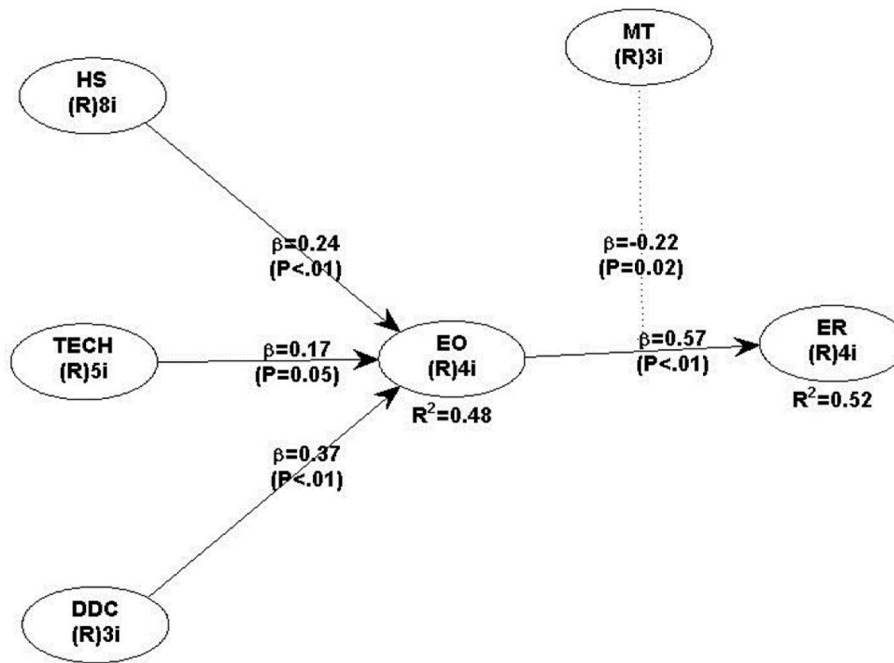 MT
(R)3i
HS
(R)8i
β=0.24
(P<.01)
β=-0.22
(P=0.02)
TECH
(R)5i
β=0.17
(P=0.05)
EO
(R)4i
R²=0.48
β=0.57
(P<.01)
ER
(R)4i
R²=0.52
β=0.37
(P<.01)
DDC
(R)3i